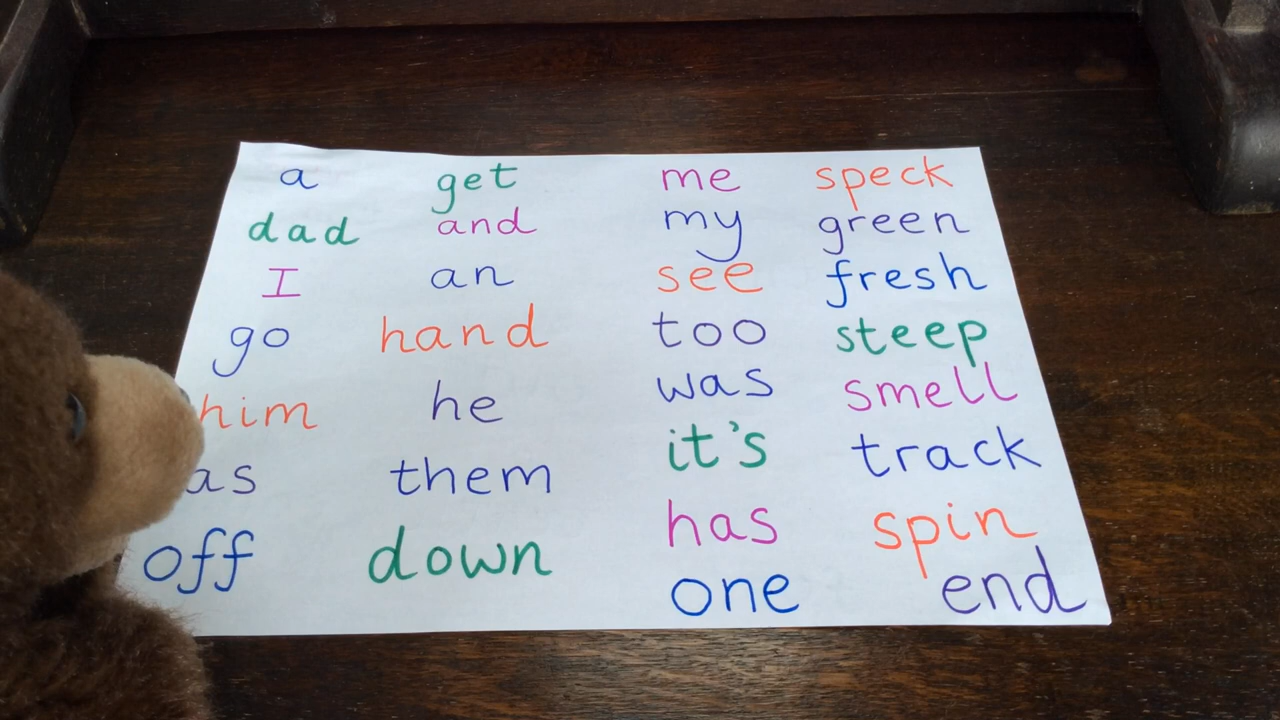 a get me speck
dad and my green
I an see fresh
go hand too steep
him he was smell
as them it's track
off down has spin
one end